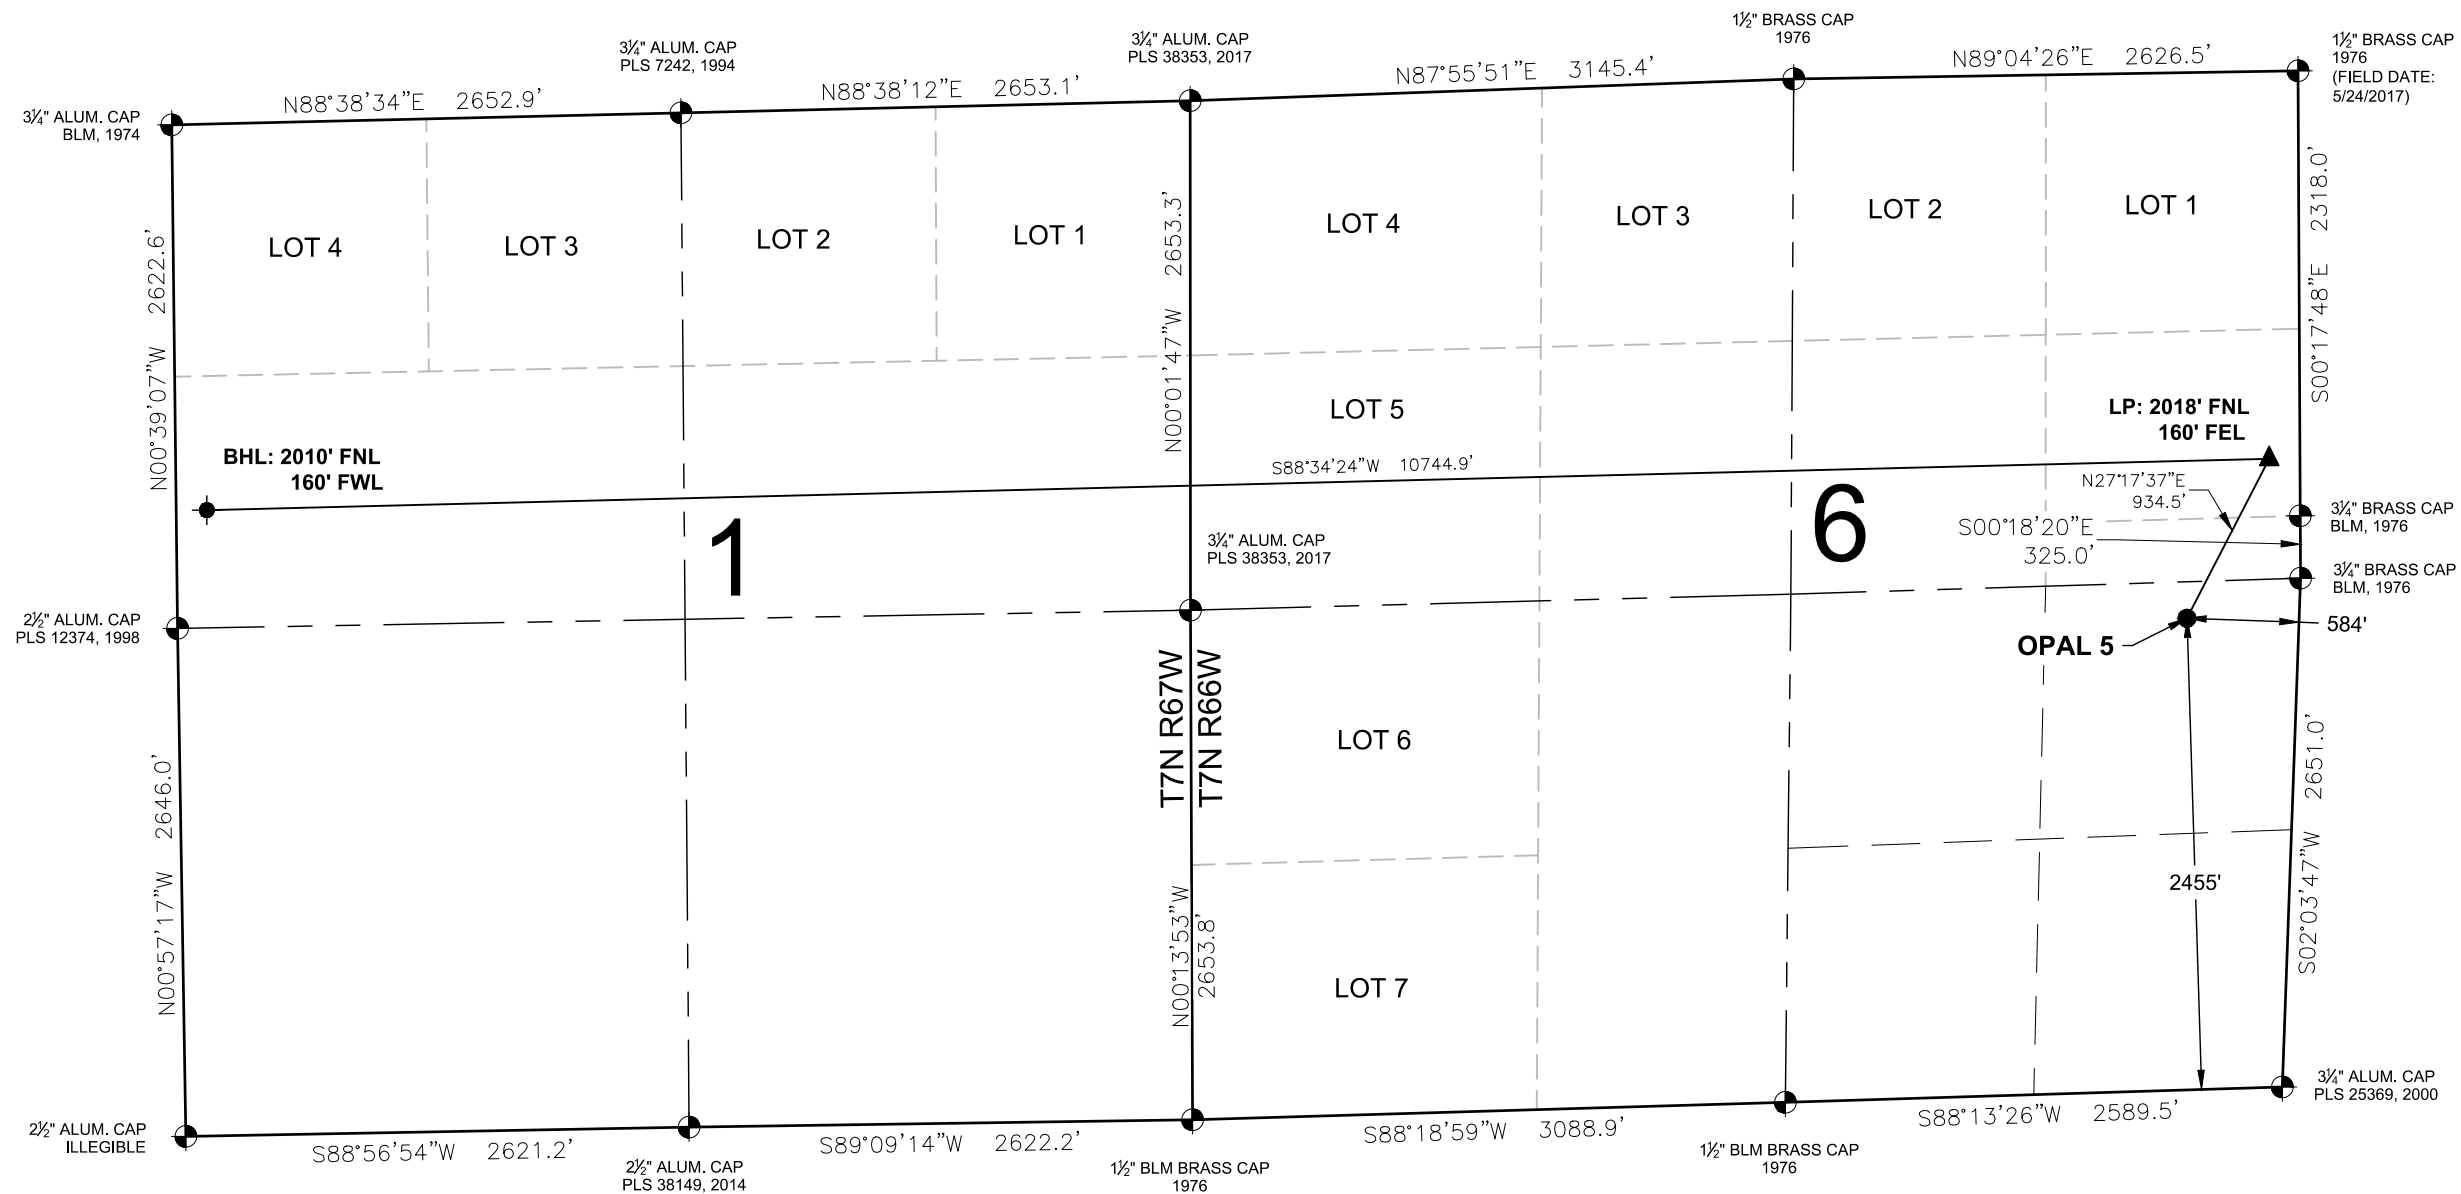 1½" BRASS CAP
1976
3¼" ALUM. CAP
PLS 38353, 2017
3¼" ALUM. CAP
PLS 7242, 1994
1½" BRASS CAP
1976
(FIELD DATE:
5/24/2017)
N89°04'26"E 2626.5'
N87°55'51"E 3145.4'
N88°38'12"E 2653.1'
N88°38'34"E 2652.9'
3¼" ALUM. CAP
BLM, 1974
LOT 4
LOT 3
LOT 2
LOT 1
LOT 4
LOT 3
LOT 2
LOT 1
N00°39'07"W 2622.6'
N00°01'47"W 2653.3'
S00°17'48"E 2318.0'
LOT 5
LP: 2018' FNL
160' FEL
BHL: 2010' FNL
160' FWL
S88°34'24"W 10744.9'
N27°17'37"E
934.5'
1
6
S00°18'20"E
325.0'
3¼" BRASS CAP
BLM, 1976
3¼" ALUM. CAP
PLS 38353, 2017
3¼" BRASS CAP
BLM, 1976
2½" ALUM. CAP
PLS 12374, 1998
584'
OPAL 5
T7N R67W
T7N R66W
LOT 6
N00°57'17"W 2646.0'
S02°03'47"W 2651.0'
2455'
N00°13'53"W
2653.8'
LOT 7
3¼" ALUM. CAP
PLS 25369, 2000
2½" ALUM. CAP
ILLEGIBLE
S88°56'54"W 2621.2'
S89°09'14"W 2622.2'
S88°18'59"W 3088.9'
S88°13'26"W 2589.5'
2½" ALUM. CAP
PLS 38149, 2014
1½" BLM BRASS CAP
1976
1½" BLM BRASS CAP
1976